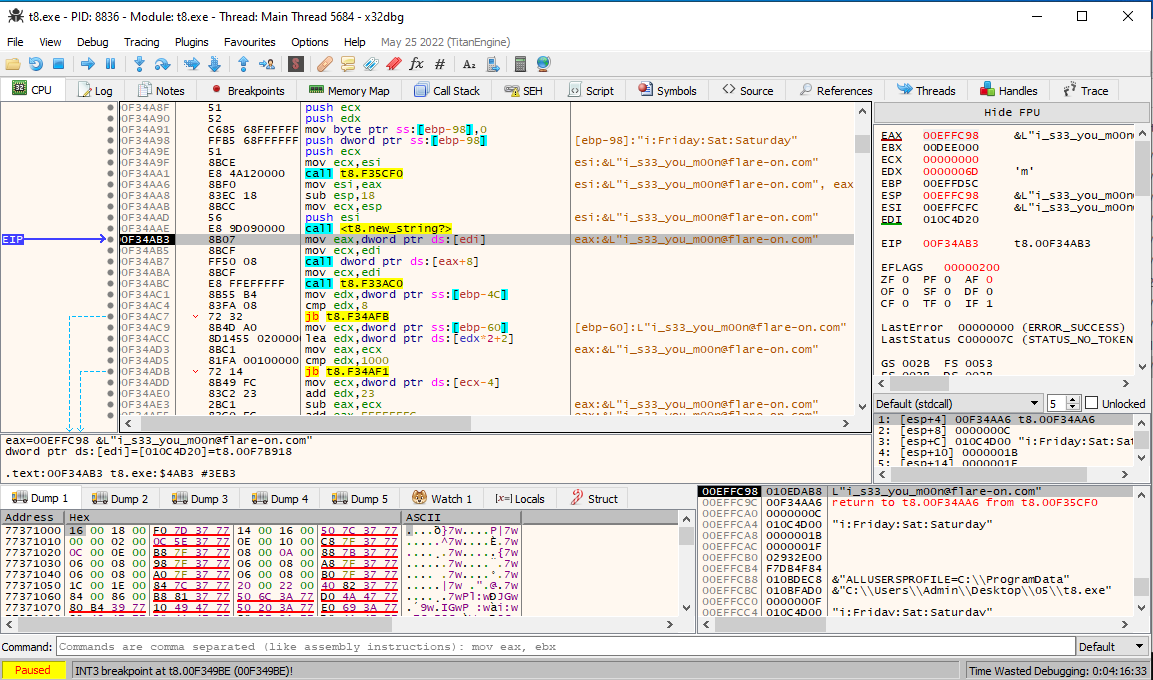 t8.exe - PID: 8836 - Module: t8.exe - Thread: Main Thread 5684 - x32dbg
File View Debug Tracing Plugins Favourites Options Help May 25 2022 (TitanEngine)
CPU Log Notes Breakpoints Memory Map Call Stack SEH Script Symbols Source References Threads Handles Trace
0F34A8F 51 push ecx
0F34A90 52 push edx
0F34A91 C685 68FFFFFF mov byte ptr ss:[ebp-98],0
0F34A98 FFB5 68FFFFFF push dword ptr ss:[ebp-98] [ebp-98]:"i:Friday:Sat:Saturday"
0F34A9E 51 push ecx
0F34A9F 8BCE mov ecx,esi esi:&L"i_s33_you_m00n@flare-on.com"
0F34AA1 E8 4A120000 call t8.F35CF0
0F34AA6 8BF0 mov esi,eax esi:&L"i_s33_you_m00n@flare-on.com", eax
0F34AA8 83EC 18 sub esp,18
0F34AAB 8BCC mov ecx,esp
0F34AAD 56 push esi esi:&L"i_s33_you_m00n@flare-on.com"
0F34AAE E8 9D090000 call <t8.new_string?>
EIP 0F34AB3 8B07 mov eax,dword ptr ds:[edi] eax:&L"i_s33_you_m00n@flare-on.com"
0F34AB5 8BCF mov ecx,edi
0F34AB7 FF50 08 call dword ptr ds:[eax+8]
0F34ABA 8BCF mov ecx,edi
0F34ABC E8 FFEFFFFF call t8.F33AC0
0F34AC1 8B55 B4 mov edx,dword ptr ss:[ebp-4C]
0F34AC4 83FA 08 cmp edx,8
0F34AC7 72 32 jb t8.F34AFB
0F34AC9 8B4D A0 mov ecx,dword ptr ss:[ebp-60] [ebp-60]:L"i_s33_you_m00n@flare-on.com"
0F34ACC 8D1455 020000 lea edx,dword ptr ds:[edx*2+2]
0F34AD3 8BC1 mov eax,ecx eax:&L"i_s33_you_m00n@flare-on.com"
0F34AD5 81FA 00100000 cmp edx,1000
0F34ADB 72 14 jb t8.F34AF1
0F34ADD 8B49 FC mov ecx,dword ptr ds:[ecx-4]
0F34AE0 83C2 23 add edx,23
0F34AE3 2BC1 sub eax,ecx eax:&L"i_s33_you_m00n@flare-on.com"
Hide FPU
EAX 00EFFC98 &L"i_s33_you_m00n
EBX 00DEE000
ECX 00000000
EDX 0000006D 'm'
EBP 00EFFD5C
ESP 00EFFC98 &L"i_s33_you_m00n
ESI 00EFFCFC &L"i_s33_you_m00n
EDI 010C4D20
EIP 00F34AB3 t8.00F34AB3
EFLAGS 00000200
ZF 0 PF 0 AF 0
OF 0 SF 0 DF 0
CF 0 TF 0 IF 1
LastError 00000000 (ERROR_SUCCESS)
LastStatus C000007C (STATUS_NO_TOKEN
GS 002B FS 0053
Default (stdcall) 5 Unlocked
1: [esp+4] 00F34AA6 t8.00F34AA6
2: [esp+8] 0000000C
3: [esp+C] 010C4D00 "i:Friday:Sat:Sat
4: [esp+10] 0000001B
5: [esp+14] 0000001F
eax=00EFFC98 &L"i_s33_you_m00n@flare-on.com"
dword ptr ds:[edi]=[010C4D20]=t8.00F7B918
.text:00F34AB3 t8.exe:$4AB3 #3EB3
Dump 1 Dump 2 Dump 3 Dump 4 Dump 5 Watch 1 [x=] Locals Struct
Address Hex ASCII
77371000 16 00 18 00 F0 7D 37 77 14 00 16 00 50 7C 37 77 ....ð}7w....P|7w
77371010 00 00 02 00 0C 5E 37 77 0E 00 10 00 C8 7F 37 77 .....^7w....È.7w
77371020 0C 00 0E 00 B8 7F 37 77 08 00 0A 00 88 7B 37 77
77371030 06 00 08 00 98 7F 37 77 06 00 08 00 A8 7F 37 77
77371040 06 00 08 00 A0 7F 37 77 06 00 08 00 B0 7F 37 77
77371050 1C 00 1E 00 84 7C 37 77 20 00 22 00 40 82 37 77
77371060 84 00 86 00 B8 81 37 77 50 6C 3A 77 D0 4A 47 77
77371070 80 B4 39 77 10 49 47 77 50 20 3A 77 E0 69 3A 77
00EFFC98 010EDAB8 L"i_s33_you_m00n@flare-on.com"
00EFFC9C 00F34AA6 return to t8.00F34AA6 from t8.00F35CF0
00EFFCA0 0000000C
00EFFCA4 010C4D00 "i:Friday:Sat:Saturday"
00EFFCA8 0000001B
00EFFCAC 0000001F
00EFFCB0 02932E00
00EFFCB4 F7DB4F84
00EFFCB8 010BDEC8 &"ALLUSERSPROFILE=C:\\ProgramData"
00EFFCBC 010BFAD0 &"C:\\Users\\Admin\\Desktop\\05\\t8.exe"
00EFFCC0 0000000F
00EFFCC4 010C4D00 "i:Friday:Sat:Saturday"
Command: Commands are comma separated (like assembly instructions): mov eax, ebx Default
Paused INT3 breakpoint at t8.00F349BE (00F349BE)! Time Wasted Debugging: 0:04:16:33